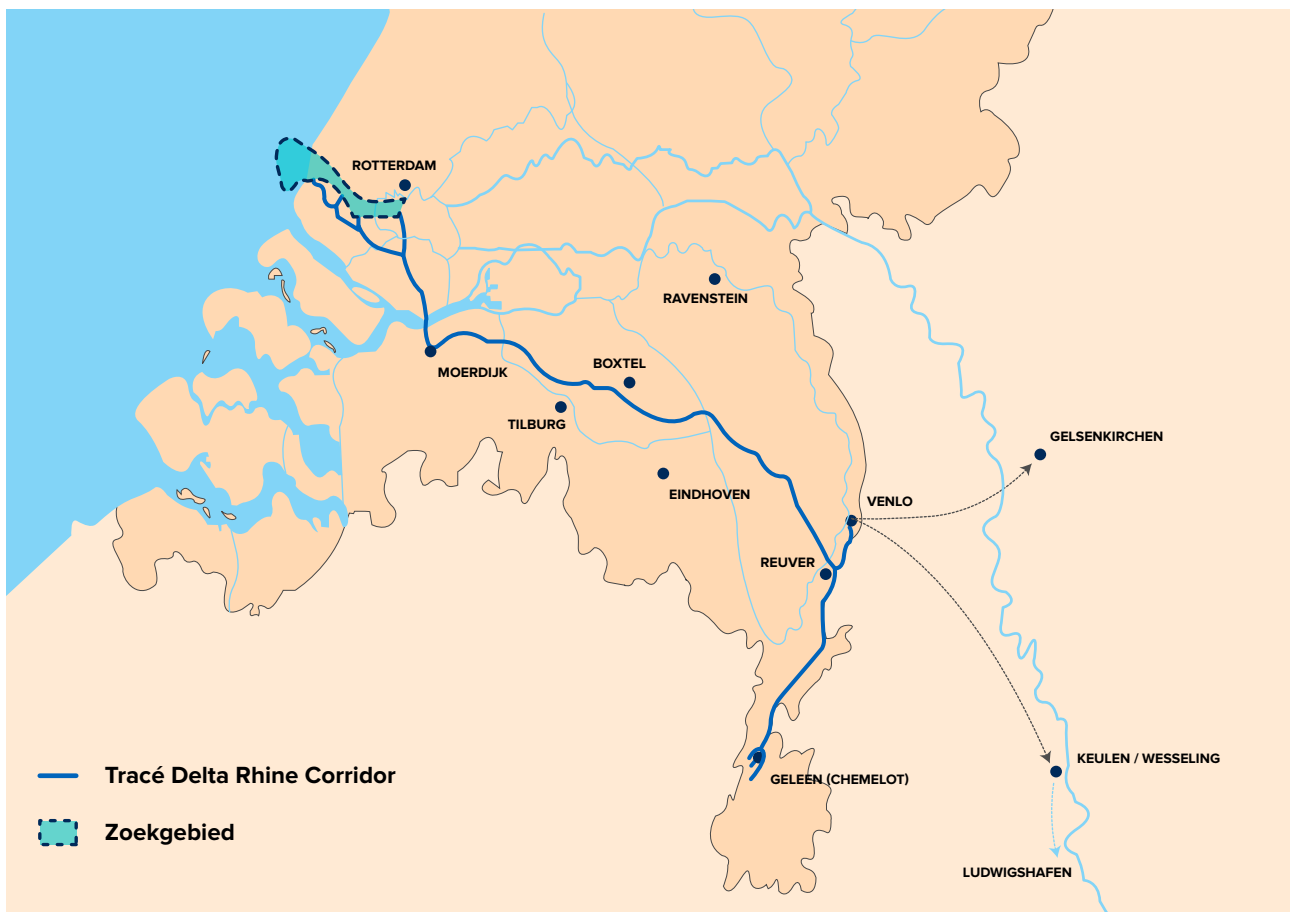 ROTTERDAM
RAVENSTEIN
BOXTEL
MOERDIJK
TILBURG
GELSENKIRCHEN
EINDHOVEN
VENLO
REUVER
KEULEN / WESSELING
GELEEN (CHEMELOT)
LUDWIGSHAFEN
Tracé Delta Rhine Corridor
Zoekgebied